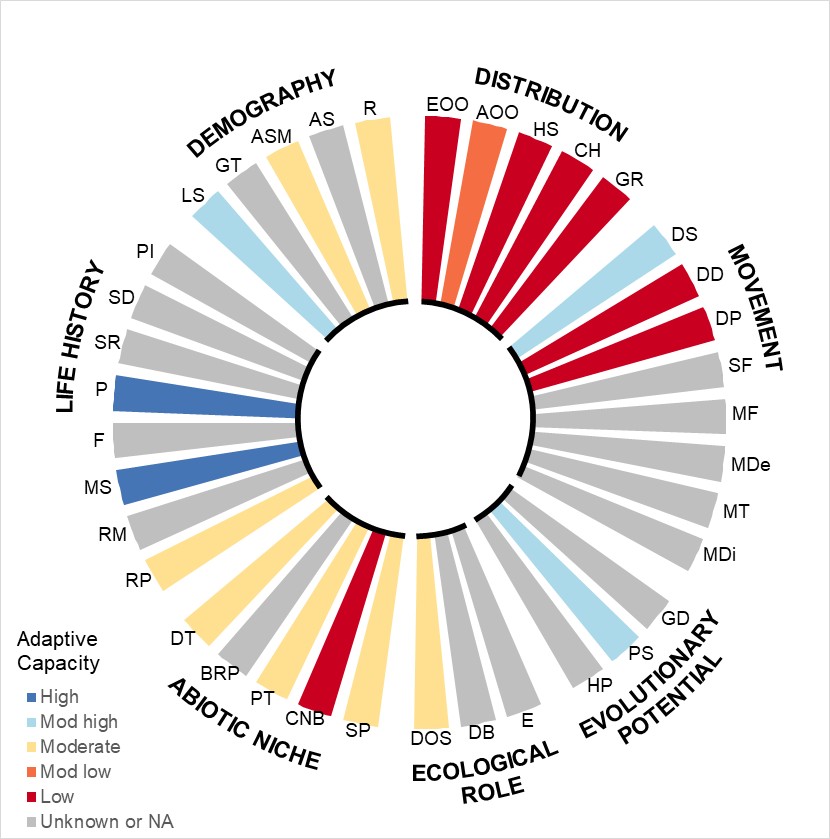 DISTRIBUTION
EOO
AOO
HS
CH
GR
MOVEMENT
DS
DD
DP
SF
MF
MDe
MT
MDi
EVOLUTIONARY
POTENTIAL
GD
PS
HP
ECOLOGICAL
ROLE
E
DB
DOS
ABIOTIC NICHE
SP
CNB
PT
BRP
DT
LIFE HISTORY
RP
RM
MS
F
P
SR
SD
PI
DEMOGRAPHY
LS
GT
ASM
AS
R
Adaptive
Capacity
High
Mod high
Moderate
Mod low
Low
Unknown or NA